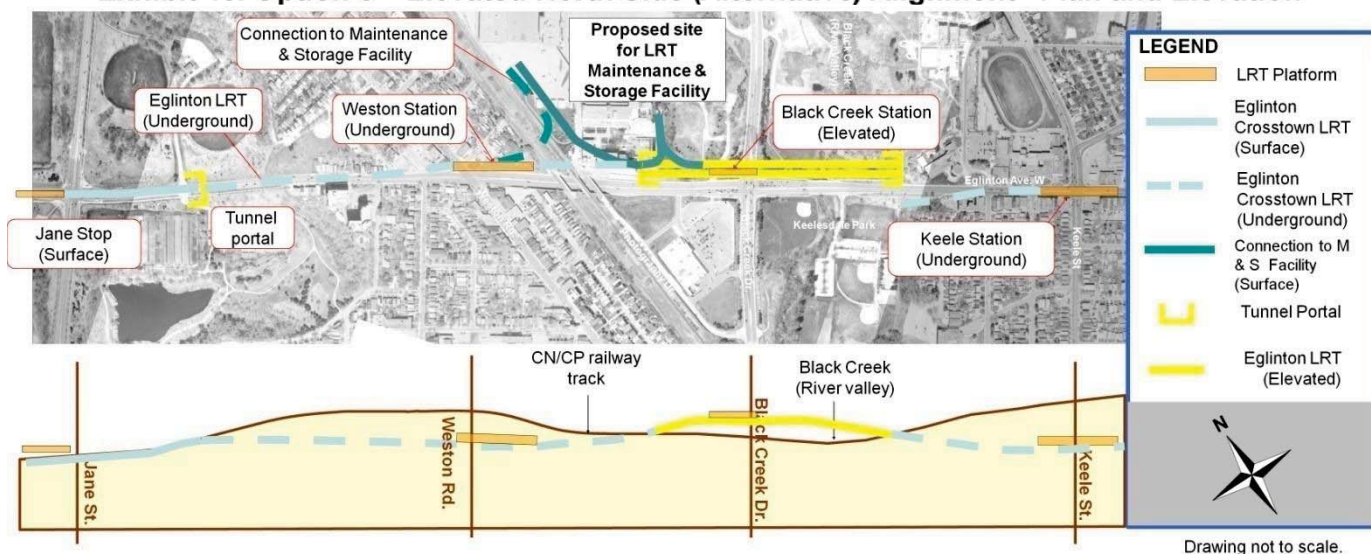 Connection to Maintenance
& Storage Facility
Proposed site
for LRT
Maintenance &
Storage Facility
Black Creek
Eglinton LRT
(Underground)
Weston Station
(Underground)
Black Creek Station
(Elevated)
Eglinton Ave. W
Jane Stop
(Surface)
Tunnel
portal
Keelesdale Park
Keele Station
(Underground)
Keele St.
LEGEND
LRT Platform
Eglinton
Crosstown LRT
(Surface)
Eglinton
Crosstown LRT
(Underground)
Connection to M
& S Facility
(Surface)
Tunnel Portal
Eglinton LRT
(Elevated)
N
CN/CP railway
track
Black Creek
(River valley)
Jane St.
Weston Rd.
Black Creek Dr.
Keele St.
Drawing not to scale.